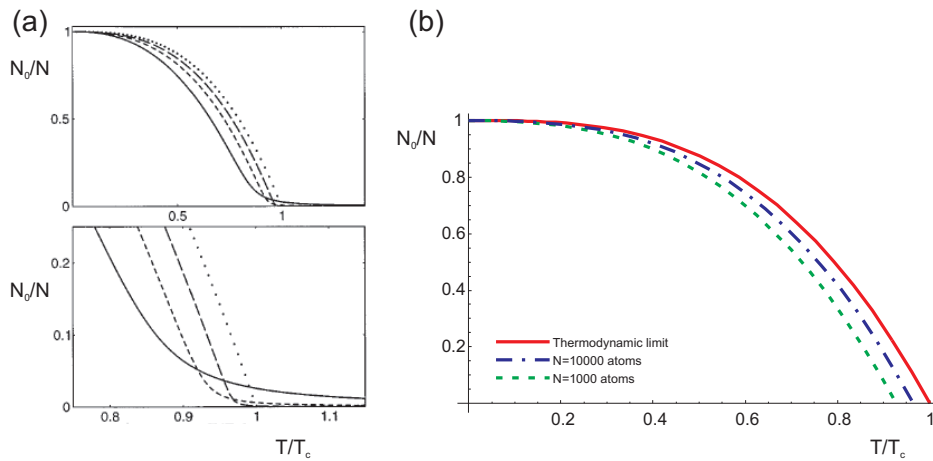 (a)
1
N₀/N
0.5
0
0.5
1
0.2
N₀/N
0.1
0
0.8
0.9
1
1.1
T/T_c
(b)
N₀/N
1
0.8
0.6
0.4
0.2
Thermodynamic limit
N=10000 atoms
N=1000 atoms
0.2
0.4
0.6
0.8
1
T/T_c